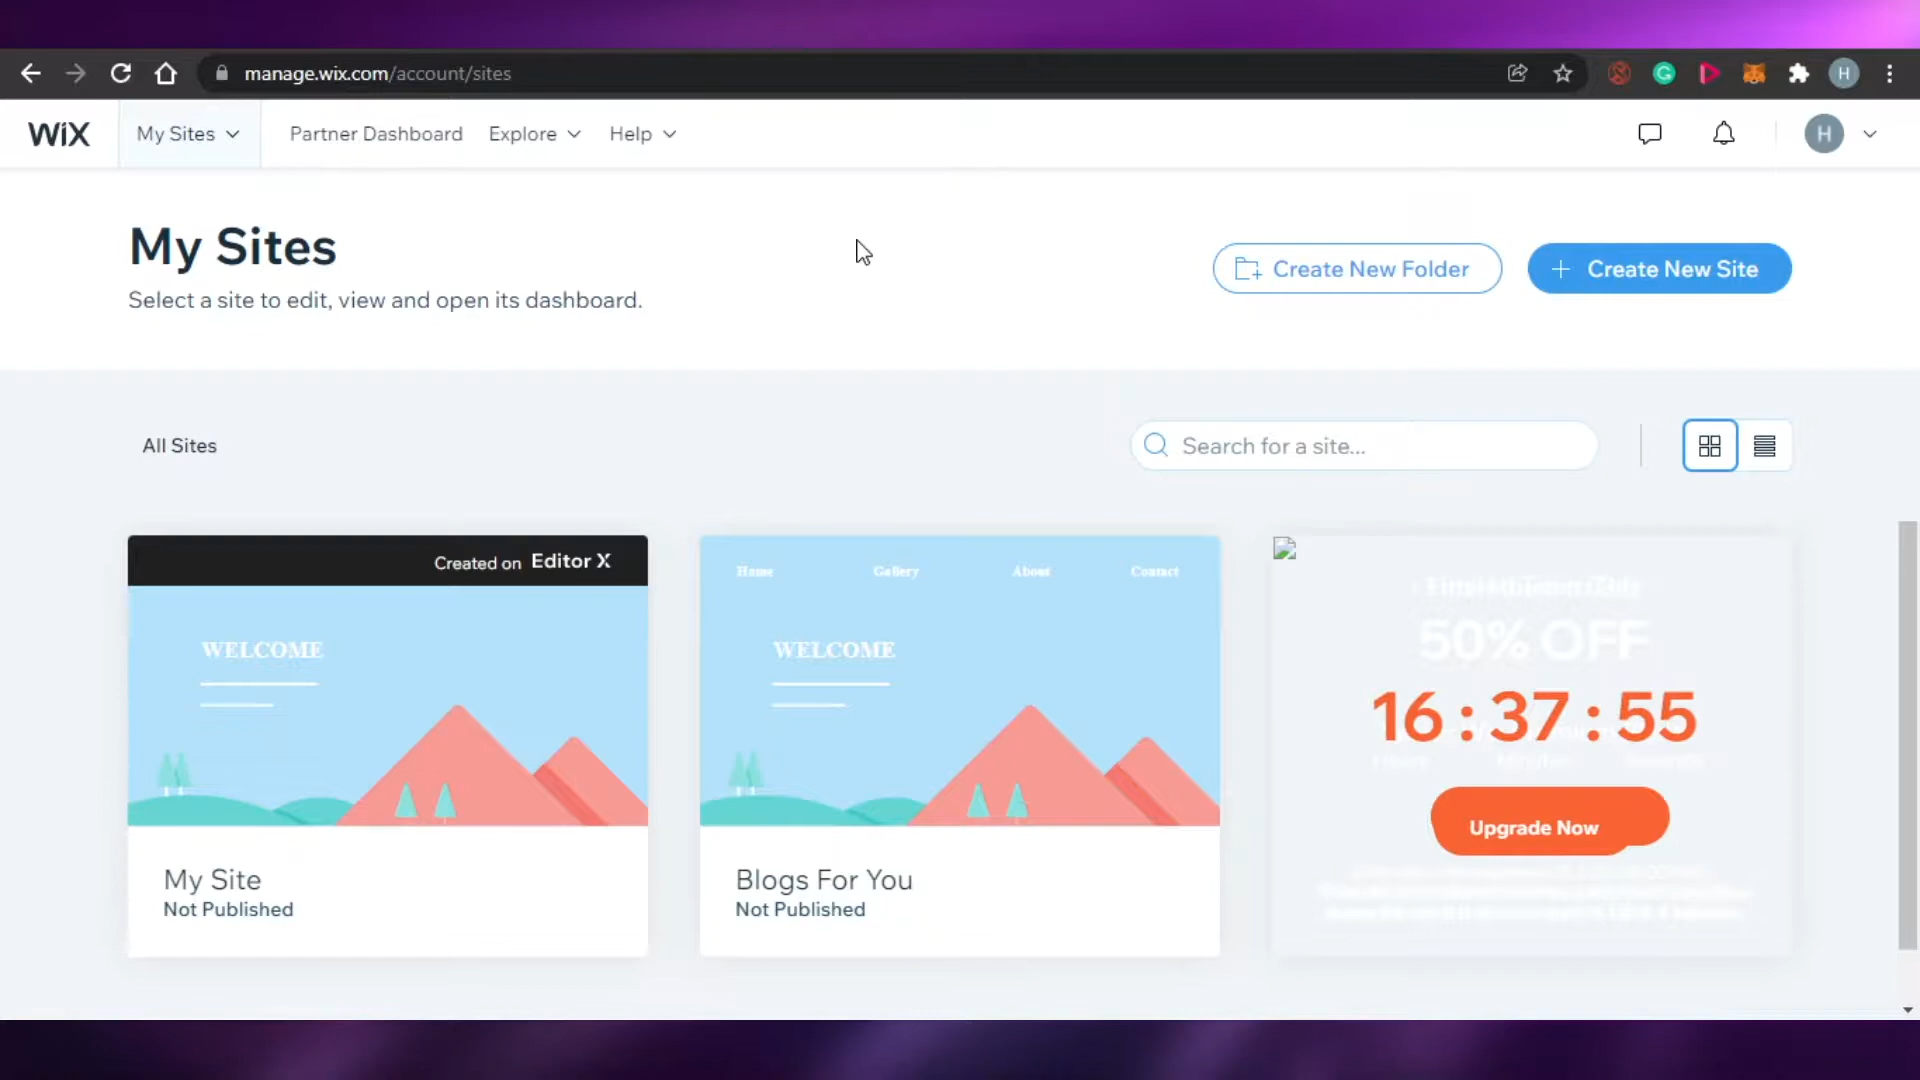 manage.wix.com/account/sites
H
WiX
My Sites
Partner Dashboard
Explore
Help
H
My Sites
Select a site to edit, view and open its dashboard.
Create New Folder
+ Create New Site
All Sites
Search for a site...
Created on Editor X
WELCOME
My Site
Not Published
Home
Gallery
About
Contact
WELCOME
Blogs For You
Not Published
50% OFF
16 : 37 : 55
Upgrade Now